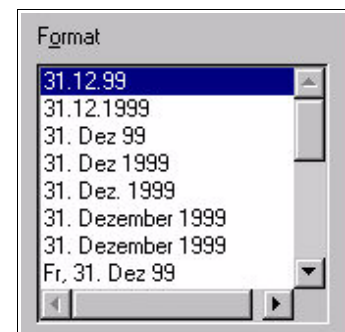 Format
31.12.99
31.12.1999
31. Dez 99
31. Dez 1999
31. Dez. 1999
31. Dezember 1999
31. Dezember 1999
Fr, 31. Dez 99